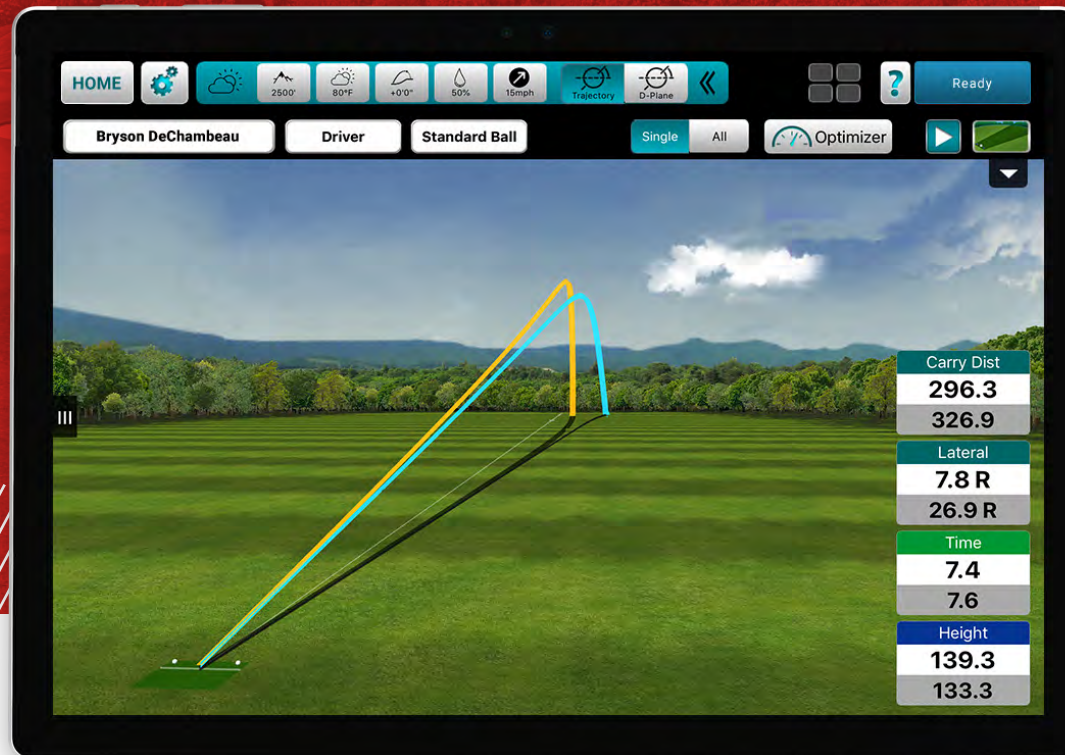 HOME
2500'
80°F
+0'0"
50%
15mph
Trajectory
D-Plane
?
Ready
Bryson DeChambeau
Driver
Standard Ball
Single
All
Optimizer
Carry Dist
296.3
326.9
Lateral
7.8 R
26.9 R
Time
7.4
7.6
Height
139.3
133.3